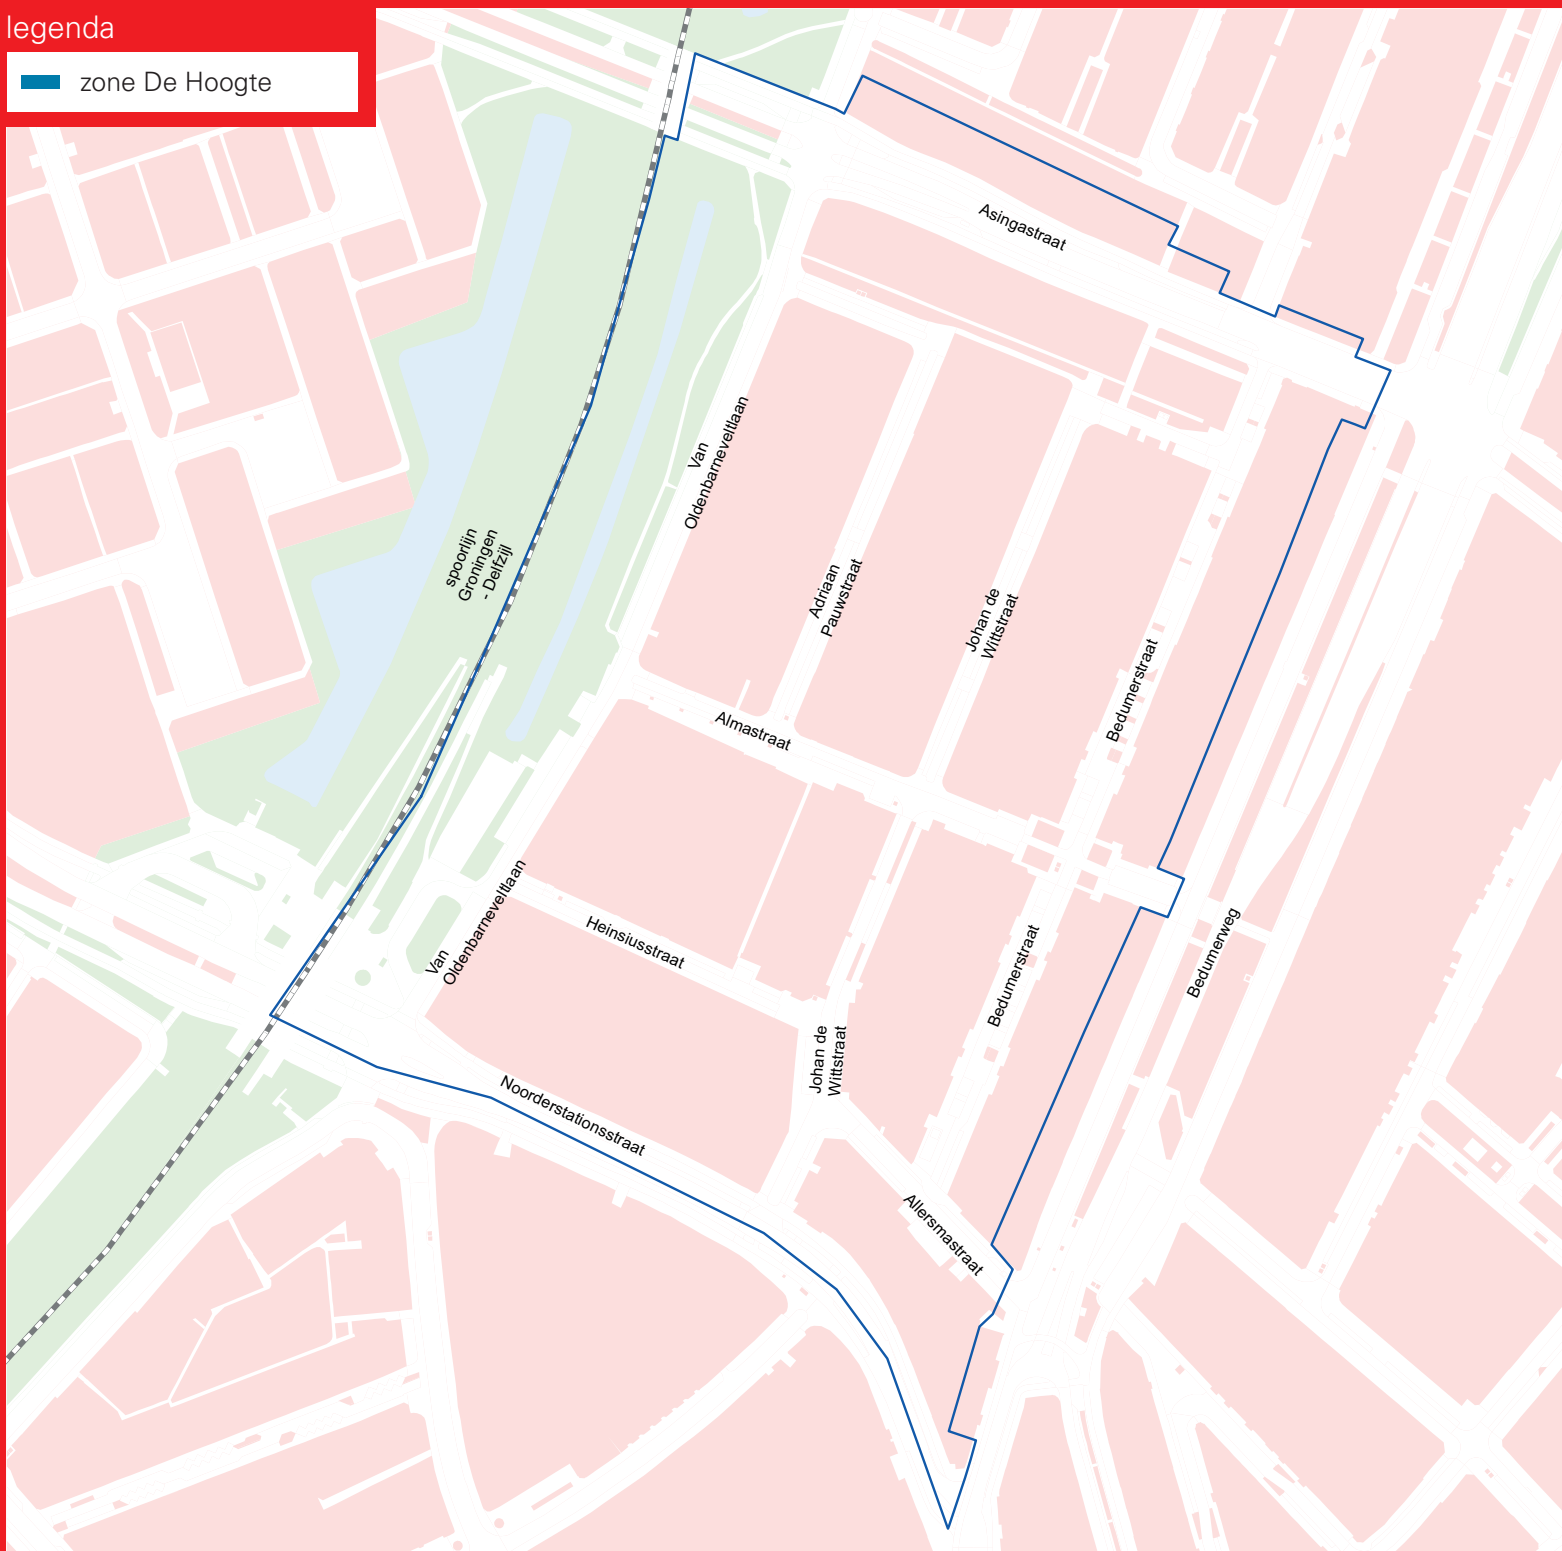 legenda
zone De Hoogte
Asingastraat
Van
Oldenbarneveltlaan
spoorlijn
Groningen
- Delfzijl
Adriaan
Pauwstraat
Johan de
Wittstraat
Bedumerstraat
Almastraat
Van
Oldenbarneveltlaan
Heinsiusstraat
Bedumerstraat
Bedumerweg
Johan de
Wittstraat
Noorderstationsstraat
Allersmastraat